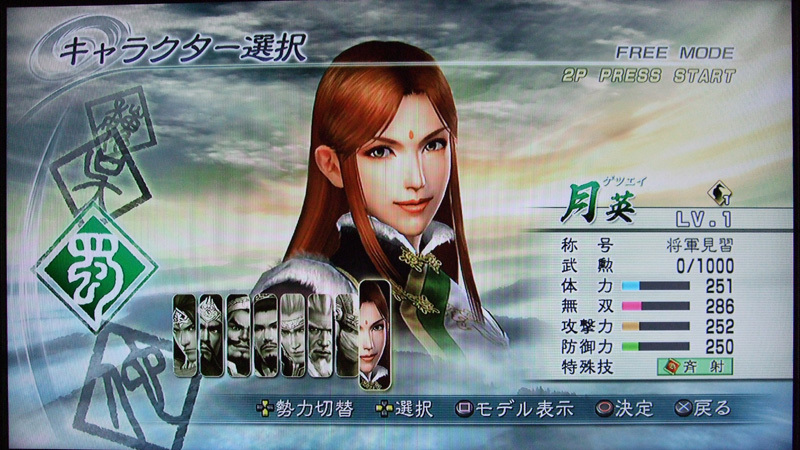 キャラクター選択
FREE MODE
2P PRESS START
蜀
ゲツエイ
月英
LV.1
称号 将軍見習
武勲 0/1000
体力 251
無双 286
攻撃力 252
防御力 250
特殊技 斉射
勢力切替 選択 モデル表示 決定 戻る